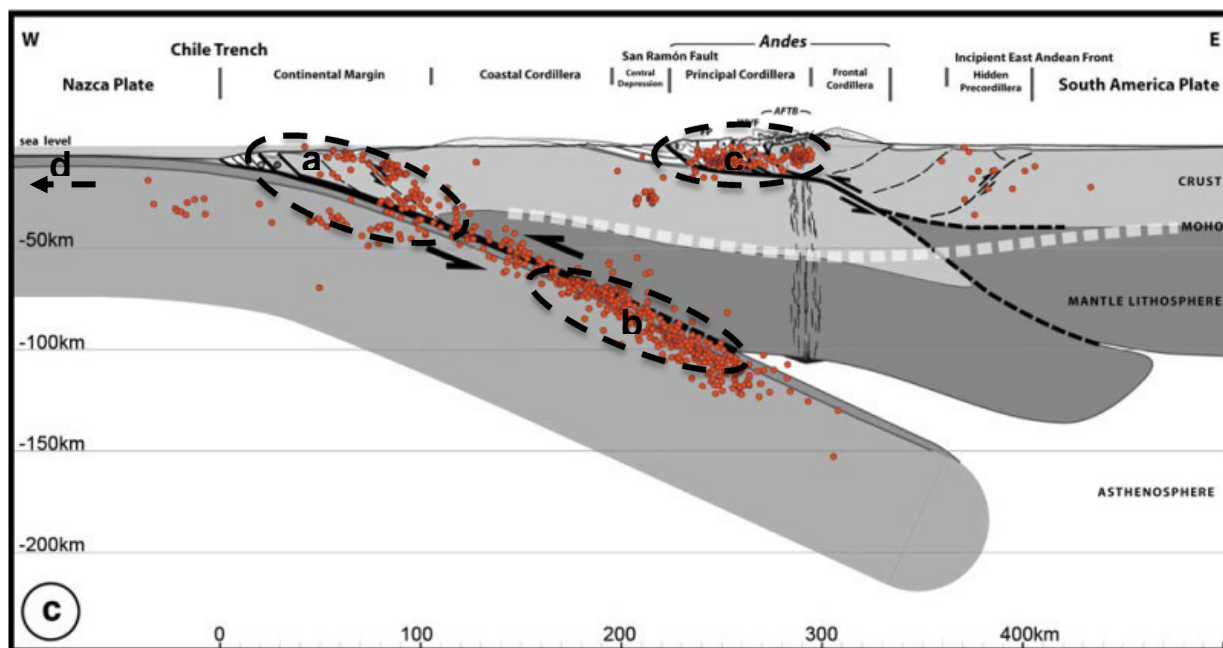 W
E
Chile Trench
Andes
San Ramón Fault
Incipient East Andean Front
Nazca Plate
Continental Margin
Coastal Cordillera
Central Depression
Principal Cordillera
Frontal Cordillera
Hidden Precordillera
South America Plate
AFTB
sea level
a
c
d
CRUST
MOHO
-50km
MANTLE LITHOSPHERE
b
-100km
-150km
ASTHENOSPHERE
-200km
C
0
100
200
300
400km